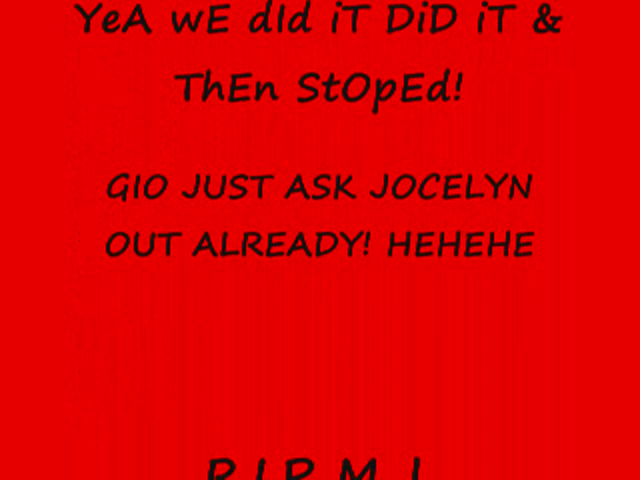 YeA wE dId iT DiD iT &
ThEn StOpEd!
GIO JUST ASK JOCELYN
OUT ALREADY! HEHEHE